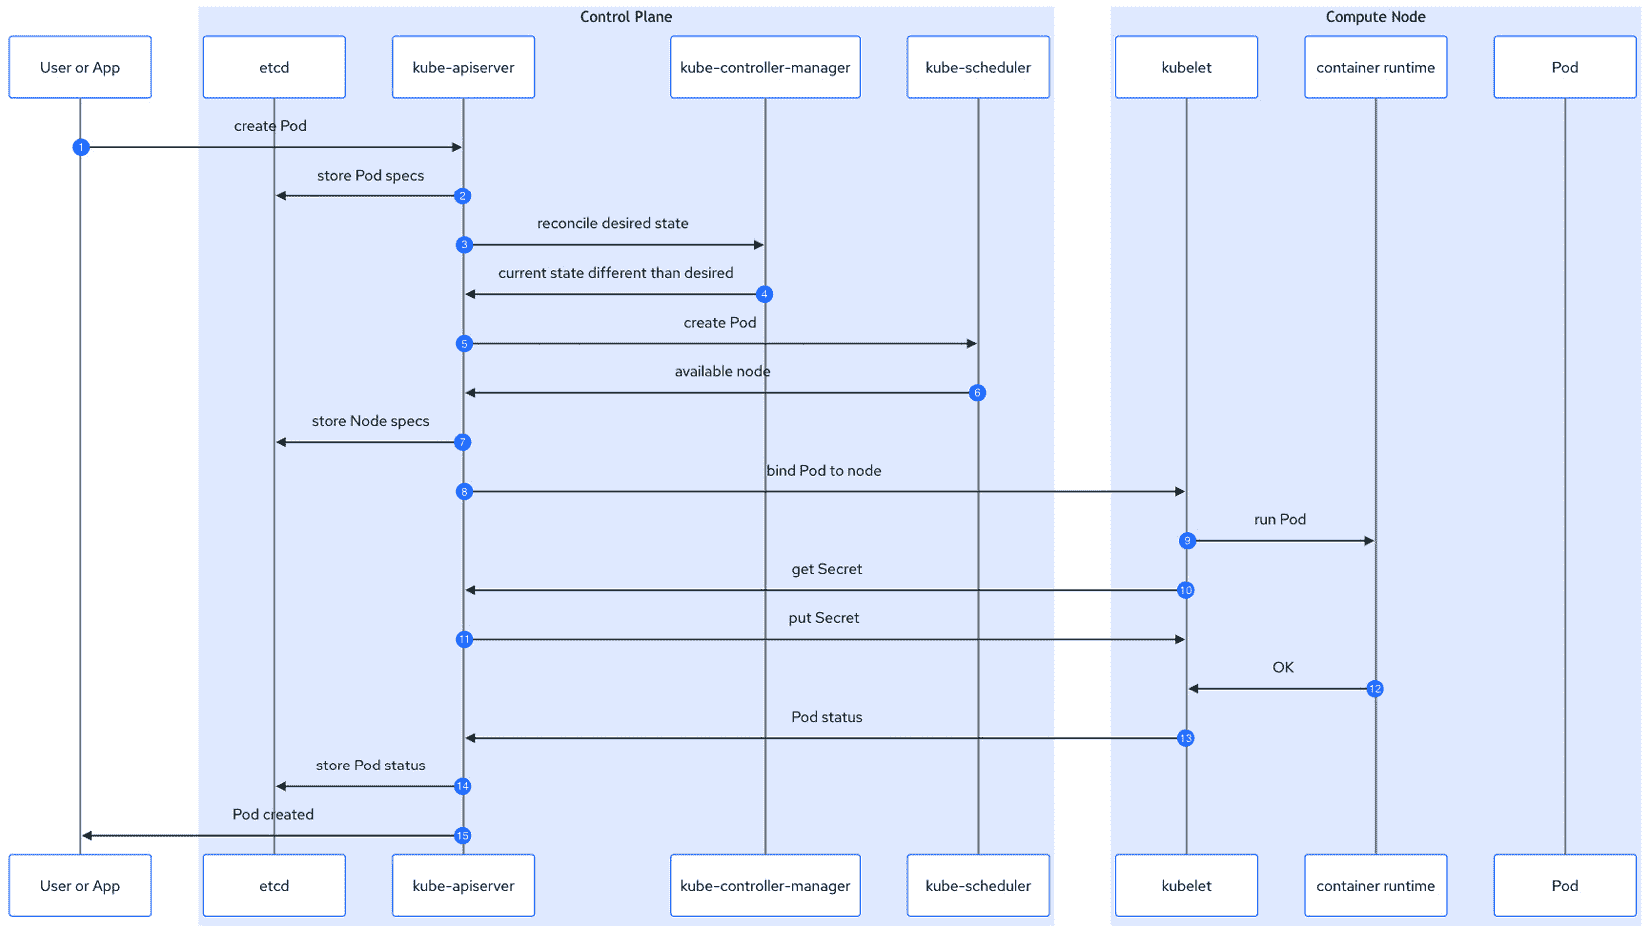 Control Plane
Compute Node
User or App
etcd
kube-apiserver
kube-controller-manager
kube-scheduler
kubelet
container runtime
Pod
create Pod
1
store Pod specs
2
reconcile desired state
3
current state different than desired
4
create Pod
5
available node
6
store Node specs
7
bind Pod to node
8
run Pod
9
get Secret
10
put Secret
11
OK
12
Pod status
13
store Pod status
14
Pod created
15
User or App
etcd
kube-apiserver
kube-controller-manager
kube-scheduler
kubelet
container runtime
Pod